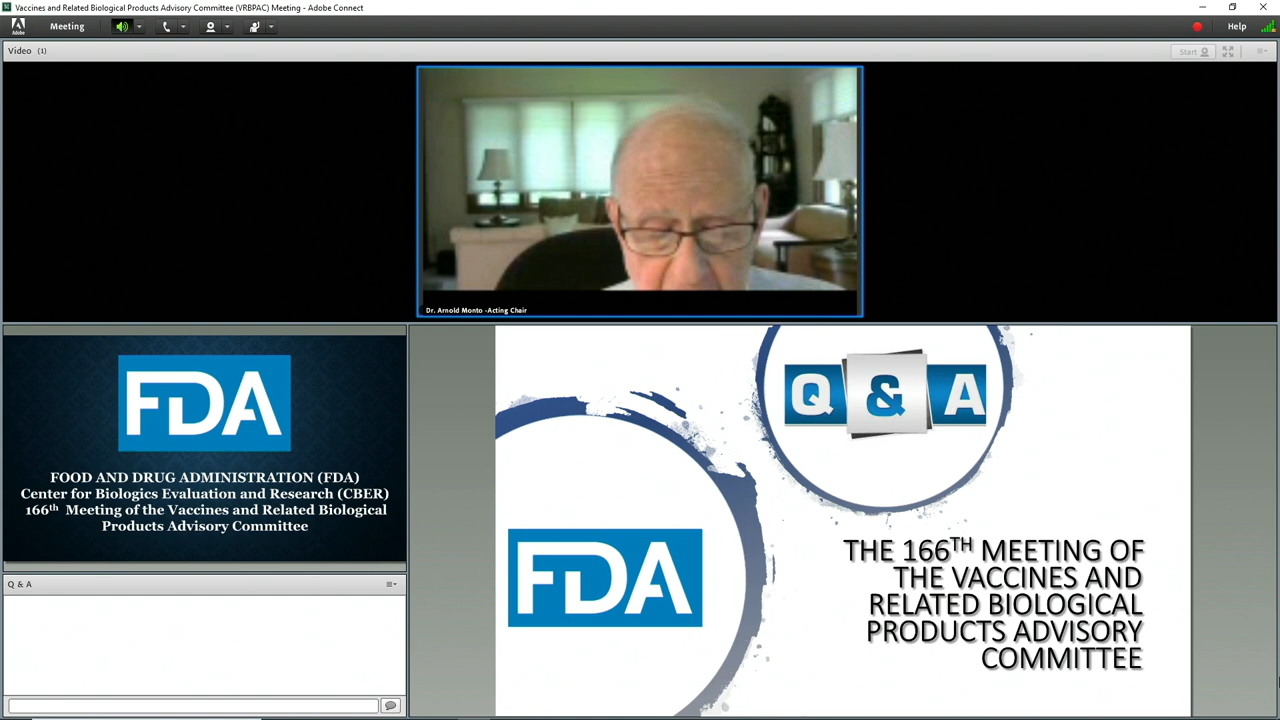 Vaccines and Related Biological Products Advisory Committee (VRBPAC) Meeting - Adobe Connect
Adobe
Meeting
Help
Video (1)
Start
Dr. Arnold Monto -Acting Chair
FDA
FOOD AND DRUG ADMINISTRATION (FDA)
Center for Biologics Evaluation and Research (CBER)
166th Meeting of the Vaccines and Related Biological
Products Advisory Committee
Q & A
Q & A
FDA
THE 166TH MEETING OF
THE VACCINES AND
RELATED BIOLOGICAL
PRODUCTS ADVISORY
COMMITTEE